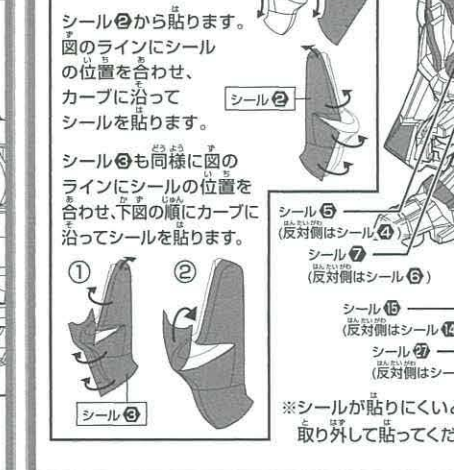 シール❷から貼ります。
図のラインにシール
の位置を合わせ、
カーブに沿って
シールを貼ります。
シール❷
シール❸も同様に図の
ラインにシールの位置を
合わせ、下図の順にカーブに
沿ってシールを貼ります。
①
②
シール❸
シール❺
(反対側はシール❹)
シール❼
(反対側はシール❻)
シール⓯
(反対側はシール⓮
シール㉗
(反対側はシー
※シールが貼りにくい
取り外して貼ってくだ